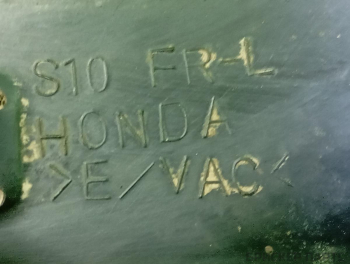 S10 FR-L
HONDA
>E/VAC<